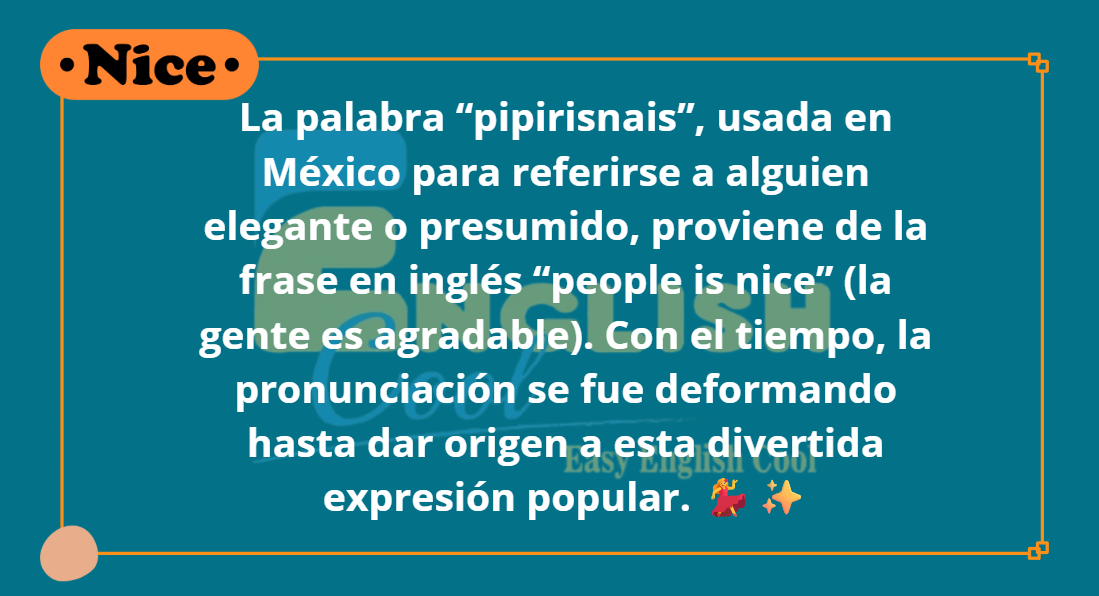 • Nice •
La palabra “pipirisnais”, usada en
México para referirse a alguien
elegante o presumido, proviene de la
frase en inglés “people is nice” (la
gente es agradable). Con el tiempo, la
pronunciación se fue deformando
hasta dar origen a esta divertida
expresión popular. 💃 ✨
ENGLISH
Cool
Easy English Cool